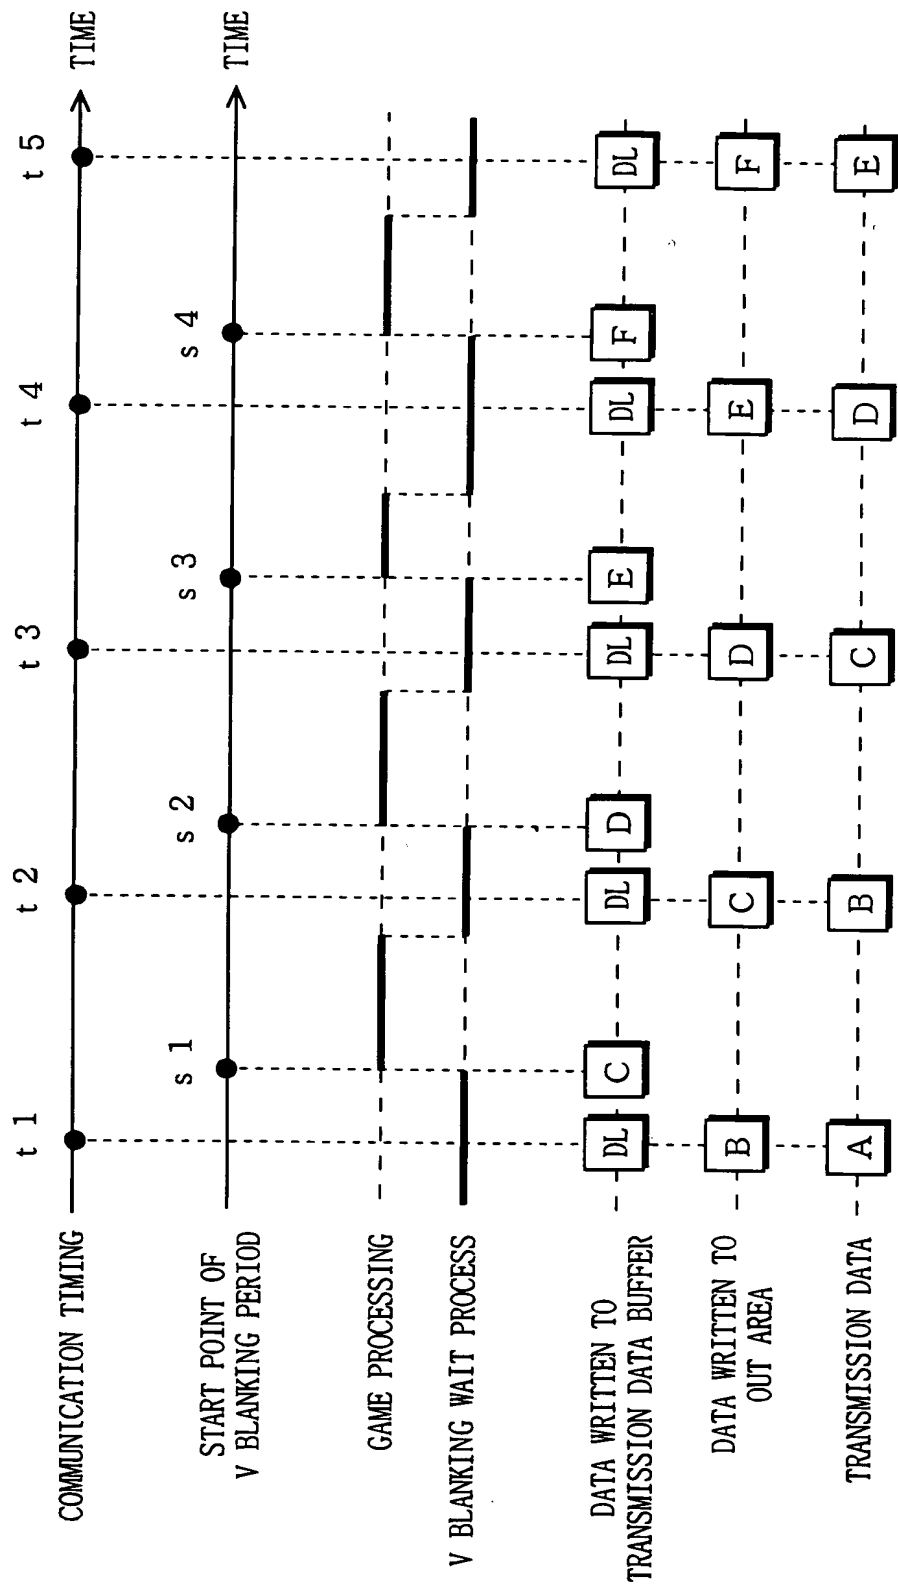 t 1
t 2
t 3
t 4
t 5
COMMUNICATION TIMING
TIME
s 1
s 2
s 3
s 4
START POINT OF
V BLANKING PERIOD
TIME
GAME PROCESSING
V BLANKING WAIT PROCESS
DATA WRITTEN TO
TRANSMISSION DATA BUFFER
DL
C
DL
D
DL
E
DL
F
DL
DATA WRITTEN TO
OUT AREA
B
C
D
E
F
TRANSMISSION DATA
A
B
C
D
E